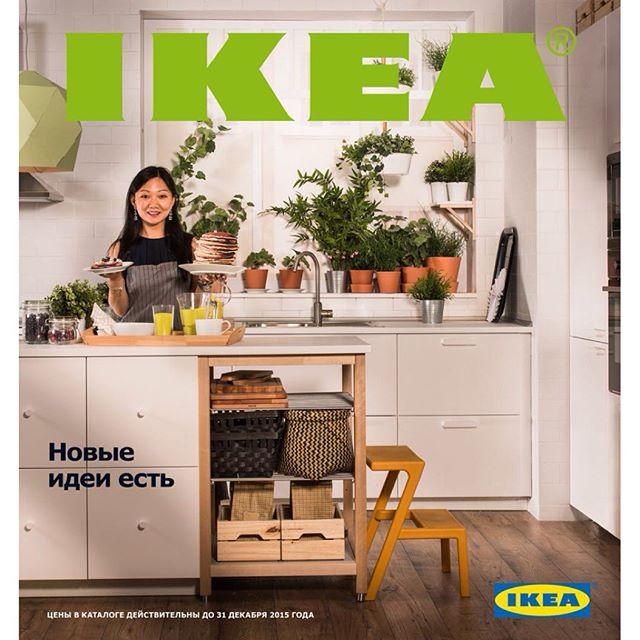 IKEA®
Новые
идеи есть
ЦЕНЫ В КАТАЛОГЕ ДЕЙСТВИТЕЛЬНЫ ДО 31 ДЕКАБРЯ 2015 ГОДА
IKEA